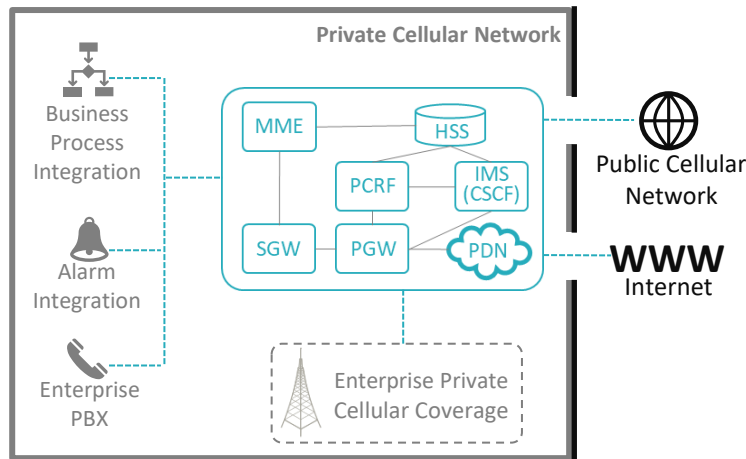 Private Cellular Network
Business
Process
Integration
Alarm
Integration
Enterprise
PBX
MME
HSS
PCRF
IMS
(CSCF)
SGW
PGW
PDN
Enterprise Private
Cellular Coverage
Public Cellular
Network
WWW
Internet